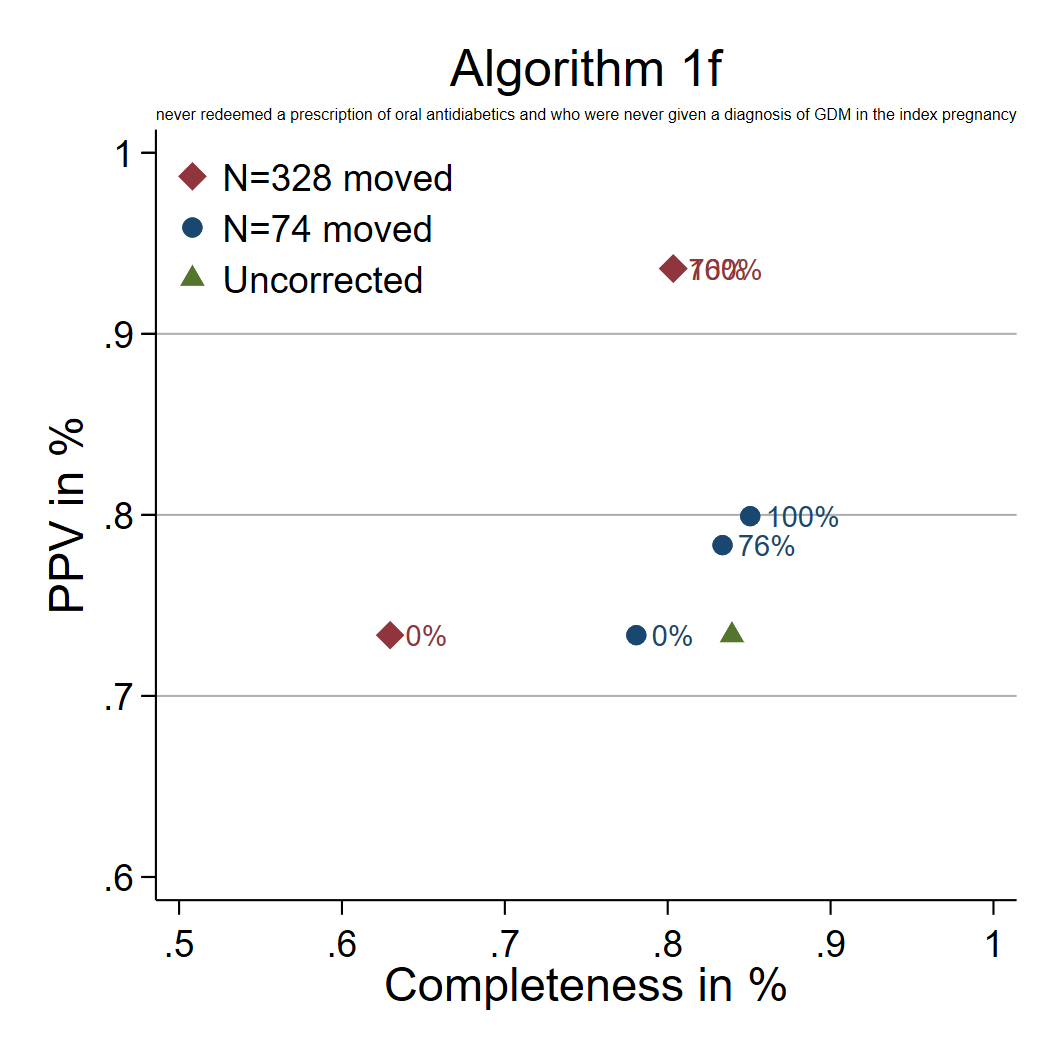 Algorithm 1f
never redeemed a prescription of oral antidiabetics and who were never given a diagnosis of GDM in the index pregnancy
1
N=328 moved
N=74 moved
Uncorrected
.9
100%
76%
.8
0%
0%
.7
.6
PPV in %
.5 .6 .7 .8 .9 1
Completeness in %